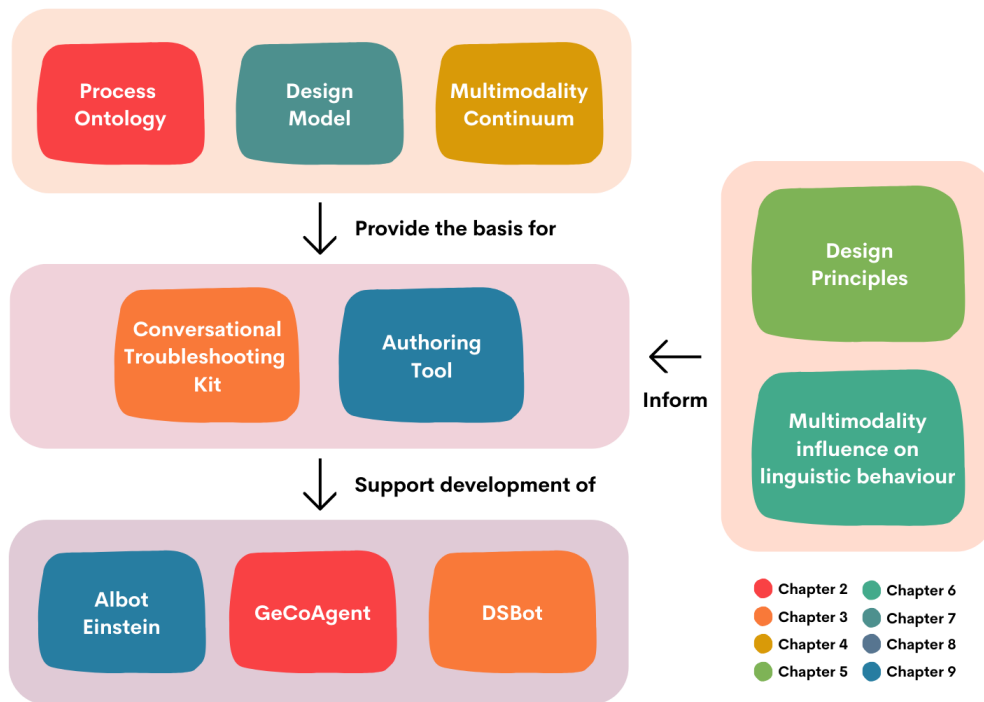 Process
Ontology
Design
Model
Multimodality
Continuum
Provide the basis for
Conversational
Troubleshooting
Kit
Authoring
Tool
Inform
Design
Principles
Multimodality
influence on
linguistic behaviour
Support development of
Albot
Einstein
GeCoAgent
DSBot
Chapter 2
Chapter 3
Chapter 4
Chapter 5
Chapter 6
Chapter 7
Chapter 8
Chapter 9